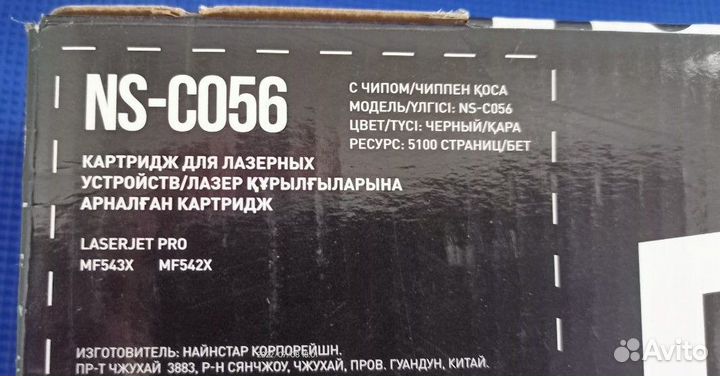 NS-C056
С ЧИПОМ/ЧИППЕН ҚОСА
МОДЕЛЬ/ҮЛГІСІ: NS-C056
ЦВЕТ/ТҮСІ: ЧЕРНЫЙ/ҚАРА
РЕСУРС: 5100 СТРАНИЦ/БЕТ
КАРТРИДЖ ДЛЯ ЛАЗЕРНЫХ
УСТРОЙСТВ/ЛАЗЕР ҚҰРЫЛҒЫЛАРЫНА
АРНАЛҒАН КАРТРИДЖ
LASERJET PRO
MF543X MF542X
ИЗГОТОВИТЕЛЬ: НАЙНСТАР КОРПОРЕЙШН.
ПР-Т ЧЖУХАЙ 3883, Р-Н СЯНЧЖОУ, ЧЖУХАЙ, ПРОВ. ГУАНДУН, КИТАЙ.
Avito